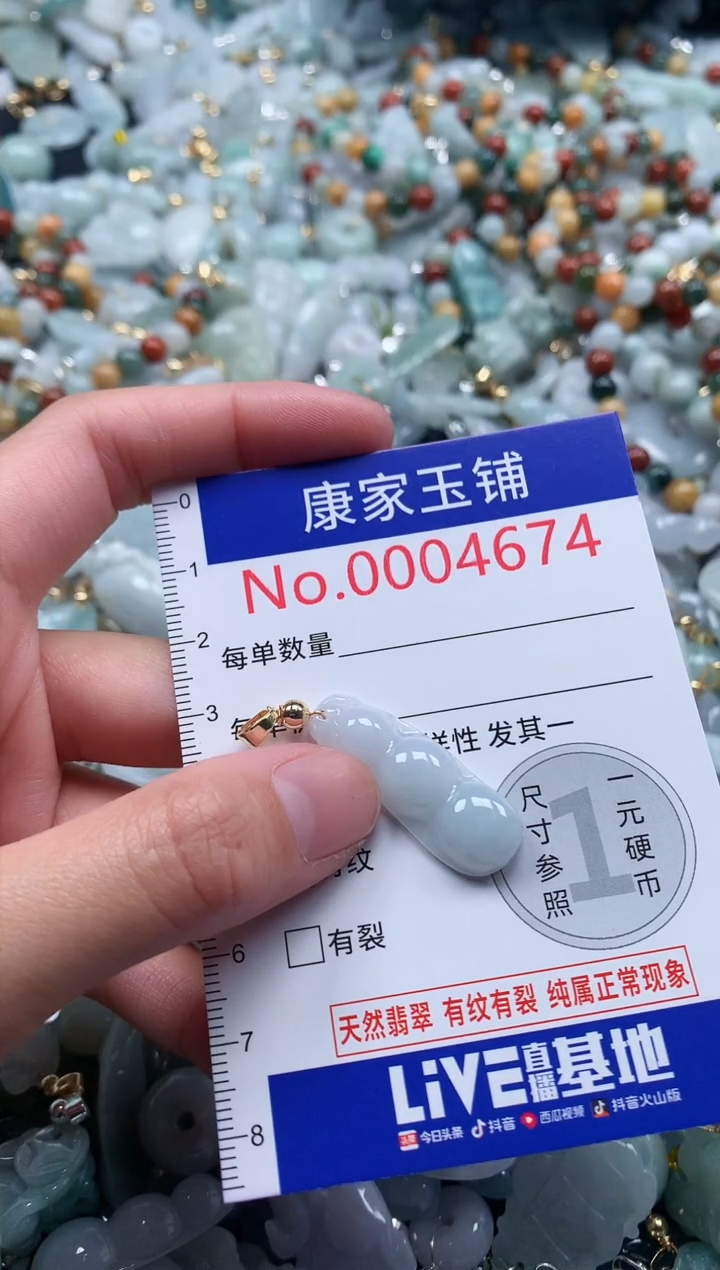 康家玉铺
No.0004674
0
1
2
3
6
7
8
每单数量
样性 发其一
纹
有裂
尺寸参照
1
一元硬币
天然翡翠 有纹有裂 纯属正常现象
LiVE直播基地
头条 今日头条 抖音 西瓜视频 抖音火山版